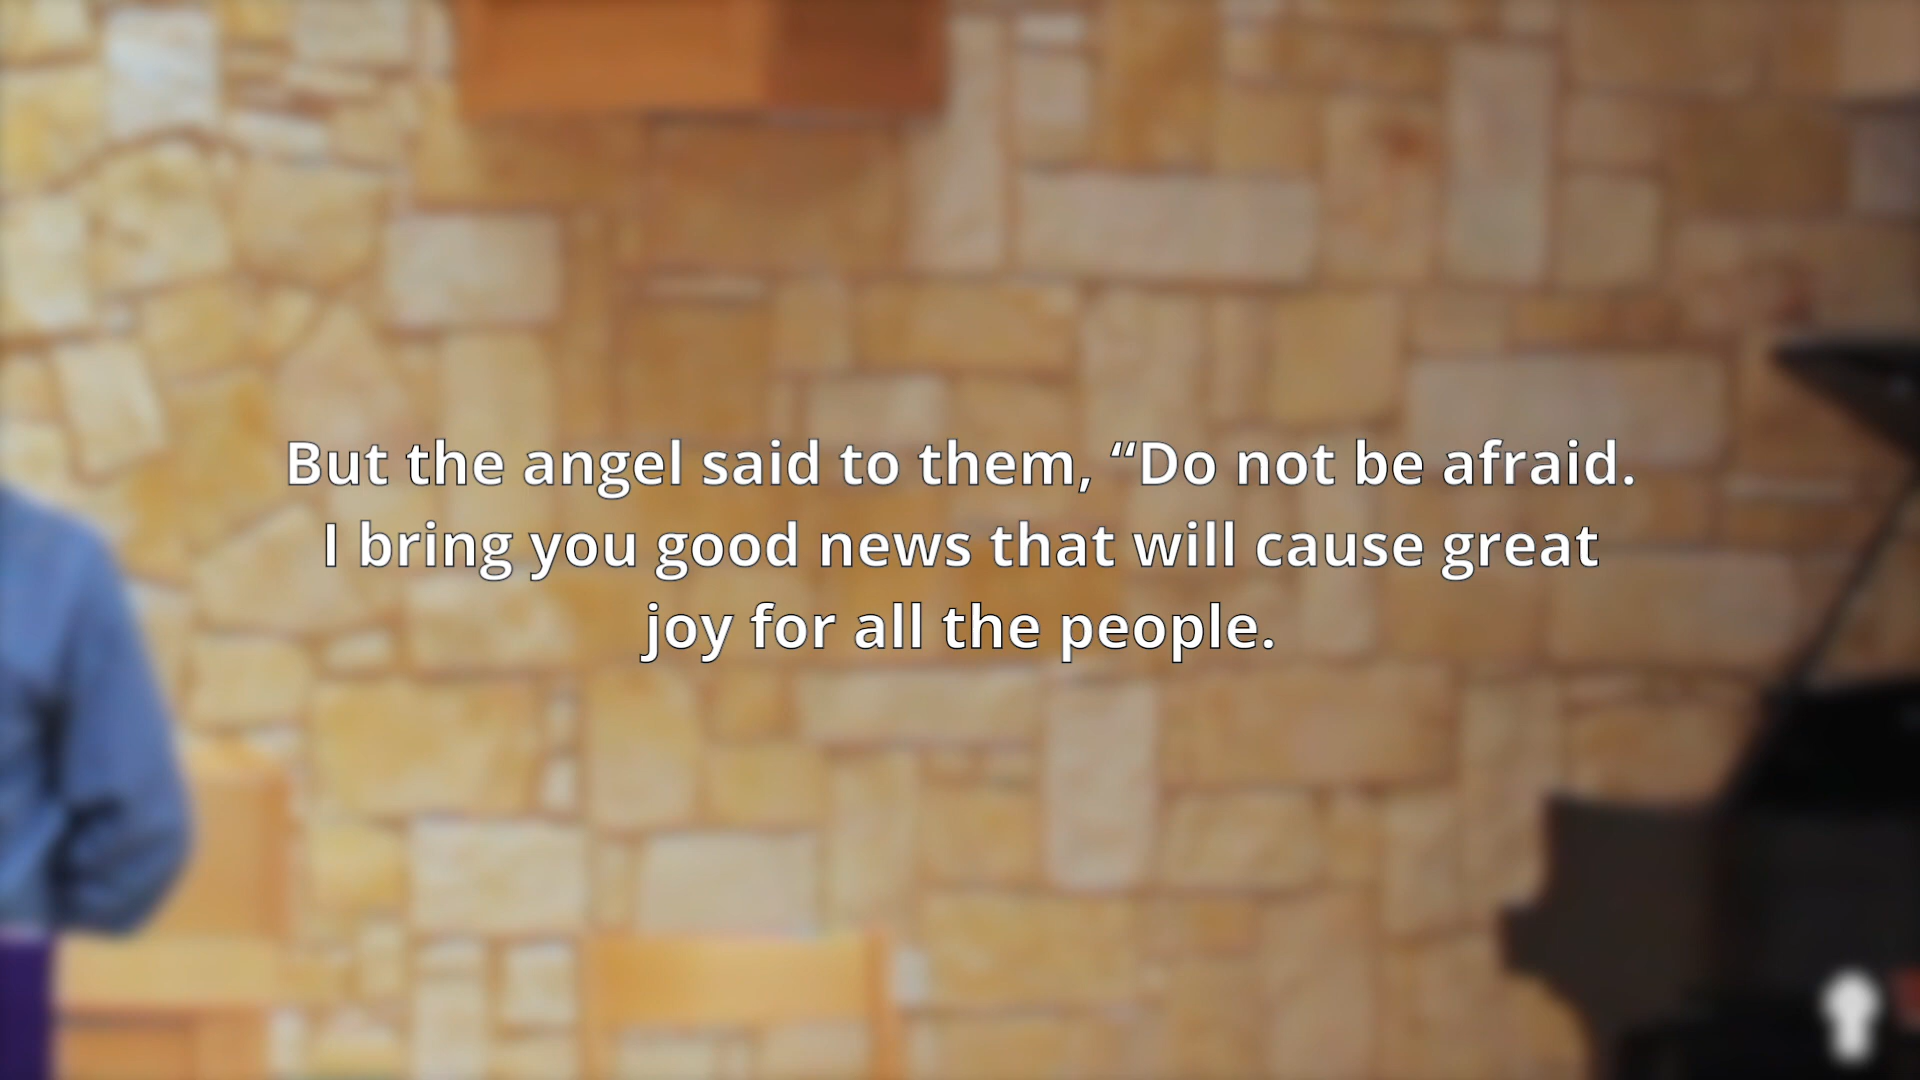 But the angel said to them, “Do not be afraid.
I bring you good news that will cause great
joy for all the people.